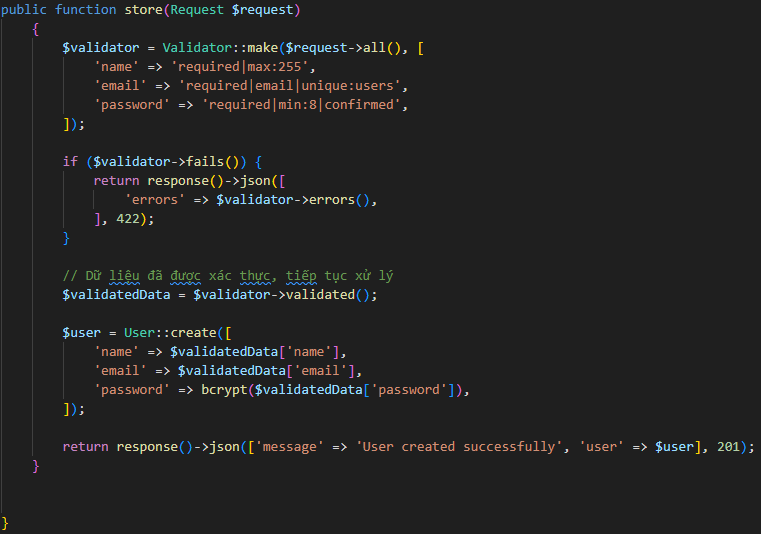 public function store(Request $request)
{
$validator = Validator::make($request->all(), [
'name' => 'required|max:255',
'email' => 'required|email|unique:users',
'password' => 'required|min:8|confirmed',
]);
if ($validator->fails()) {
return response()->json([
'errors' => $validator->errors(),
], 422);
}
// Dữ liệu đã được xác thực, tiếp tục xử lý
$validatedData = $validator->validated();
$user = User::create([
'name' => $validatedData['name'],
'email' => $validatedData['email'],
'password' => bcrypt($validatedData['password']),
]);
return response()->json(['message' => 'User created successfully', 'user' => $user], 201);
}
}